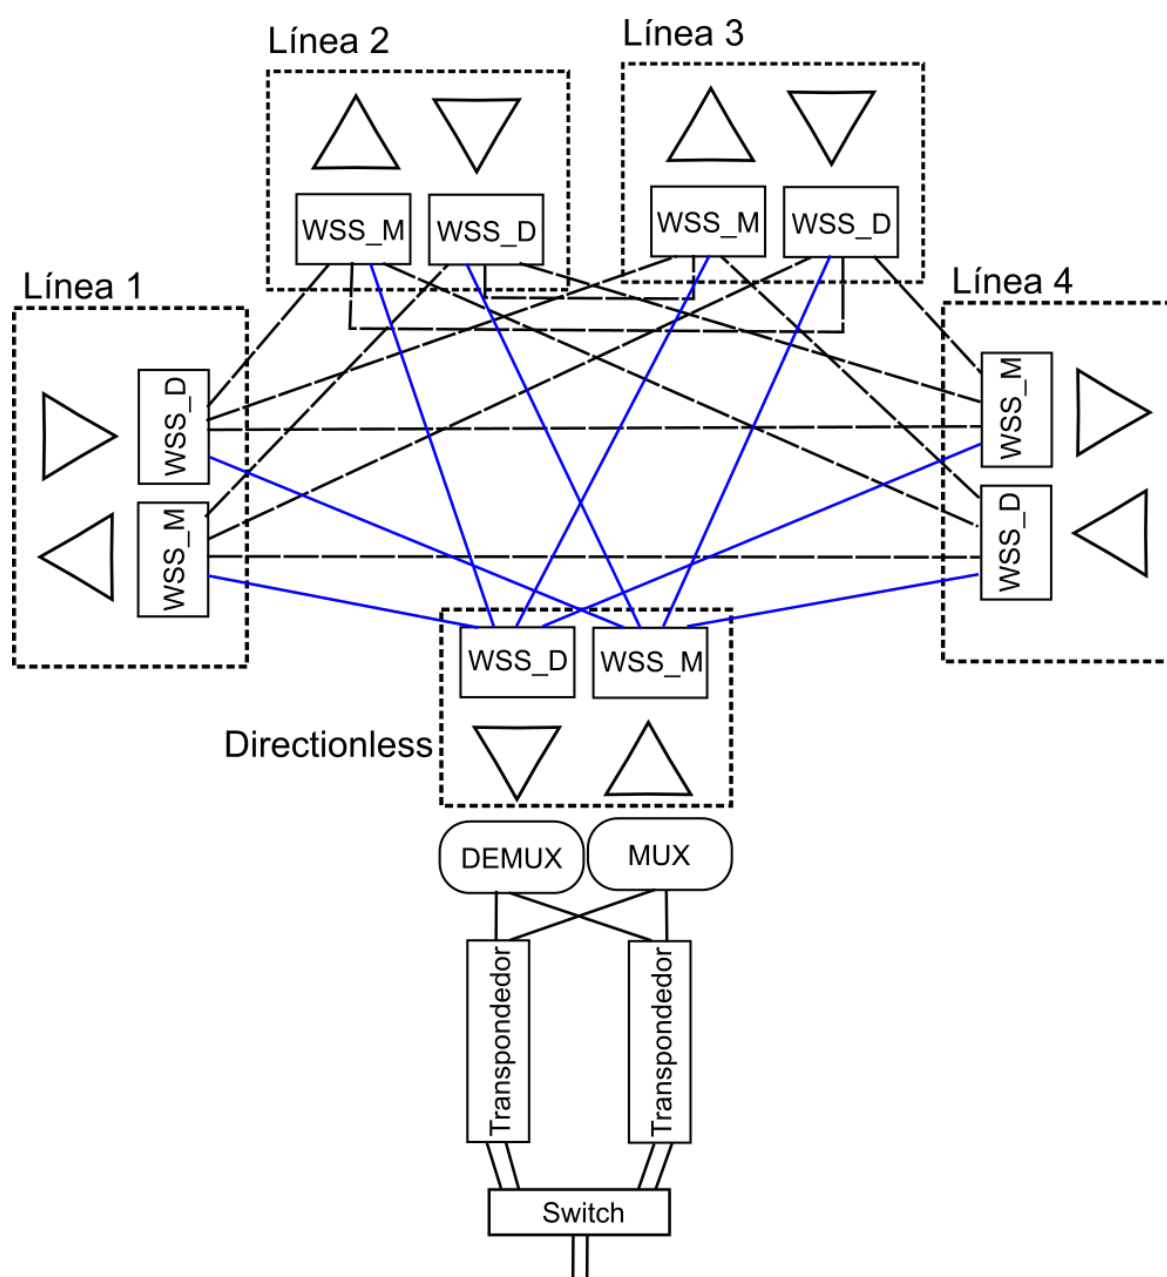 Línea 2
Línea 3
WSS_M
WSS_D
WSS_M
WSS_D
Línea 1
Línea 4
WSS_D
WSS_M
WSS_M
WSS_D
WSS_D
WSS_M
Directionless
DEMUX
MUX
Transpondedor
Transpondedor
Switch